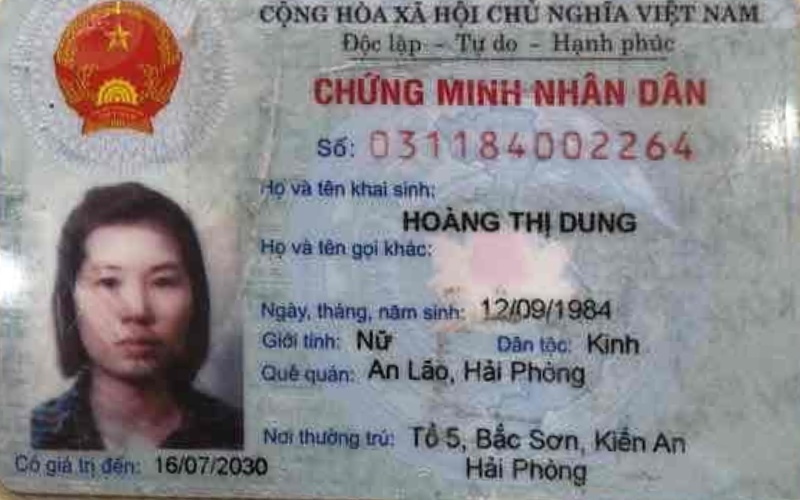 CỘNG HÒA XÃ HỘI CHỦ NGHĨA VIỆT NAM
Độc lập - Tự do - Hạnh phúc
CHỨNG MINH NHÂN DÂN
Số: 031184002264
Họ và tên khai sinh:
HOÀNG THỊ DUNG
Họ và tên gọi khác:
Ngày, tháng, năm sinh: 12/09/1984
Giới tính: Nữ Dân tộc: Kinh
Quê quán: An Lão, Hải Phòng
Nơi thường trú: Tổ 5, Bắc Sơn, Kiến An
Hải Phòng
Có giá trị đến: 16/07/2030